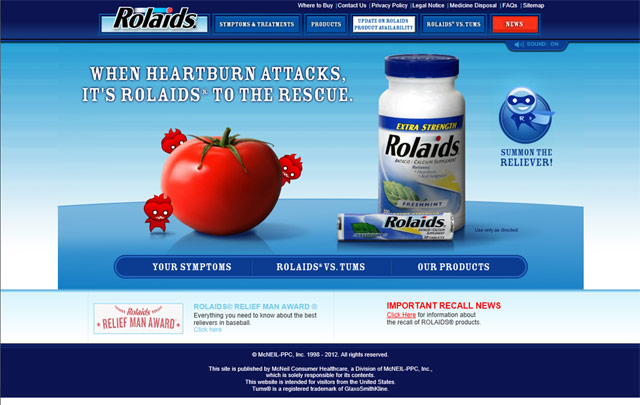 Where to Buy | Contact Us | Privacy Policy | Legal Notice | Medicine Disposal | FAQs | Sitemap
Rolaids
SYMPTOMS & TREATMENTS
PRODUCTS
UPDATE ON ROLAIDS
PRODUCT AVAILABILITY
ROLAIDS® VS. TUMS
NEWS
SOUND: ON
WHEN HEARTBURN ATTACKS,
IT'S ROLAIDS® TO THE RESCUE.
EXTRA STRENGTH
Rolaids
ANTACID / CALCIUM SUPPLEMENT
FRESHMINT
Rolaids
R
SUMMON THE
RELIEVER!
Use only as directed.
YOUR SYMPTOMS
ROLAIDS® VS. TUMS
OUR PRODUCTS
Rolaids
RELIEF MAN AWARD
ROLAIDS® RELIEF MAN AWARD ®
Everything you need to know about the best
relievers in baseball.
Click here
IMPORTANT RECALL NEWS
Click Here for information about
the recall of ROLAIDS® products.
© McNEIL-PPC, Inc. 1998 - 2012. All rights reserved.
This site is published by McNeil Consumer Healthcare, a Division of McNEIL-PPC, Inc.,
which is solely responsible for its contents.
This website is intended for visitors from the United States.
Tums® is a registered trademark of GlaxoSmithKline.